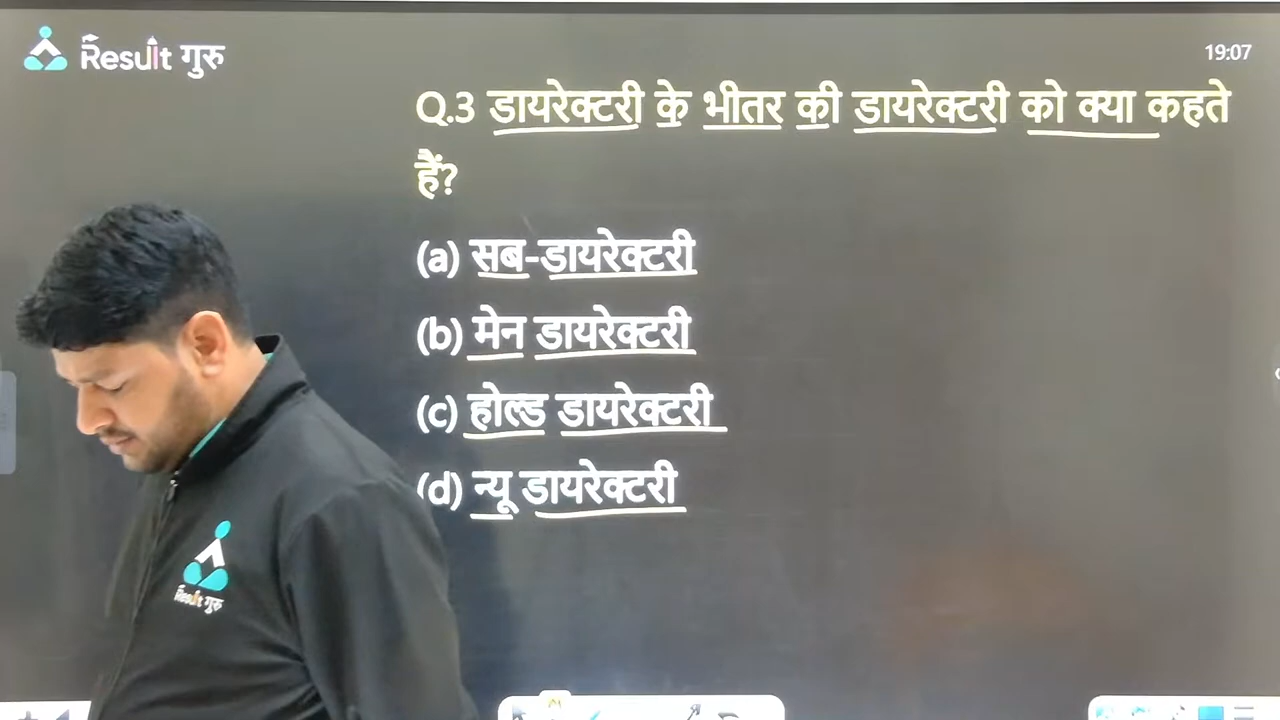 Result गुरु
19:07
Q.3 डायरेक्टरी के भीतर की डायरेक्टरी को क्या कहते
हैं?
(a) सब-डायरेक्टरी
(b) मेन डायरेक्टरी
(c) होल्ड डायरेक्टरी
(d) न्यू डायरेक्टरी
Result गुरु